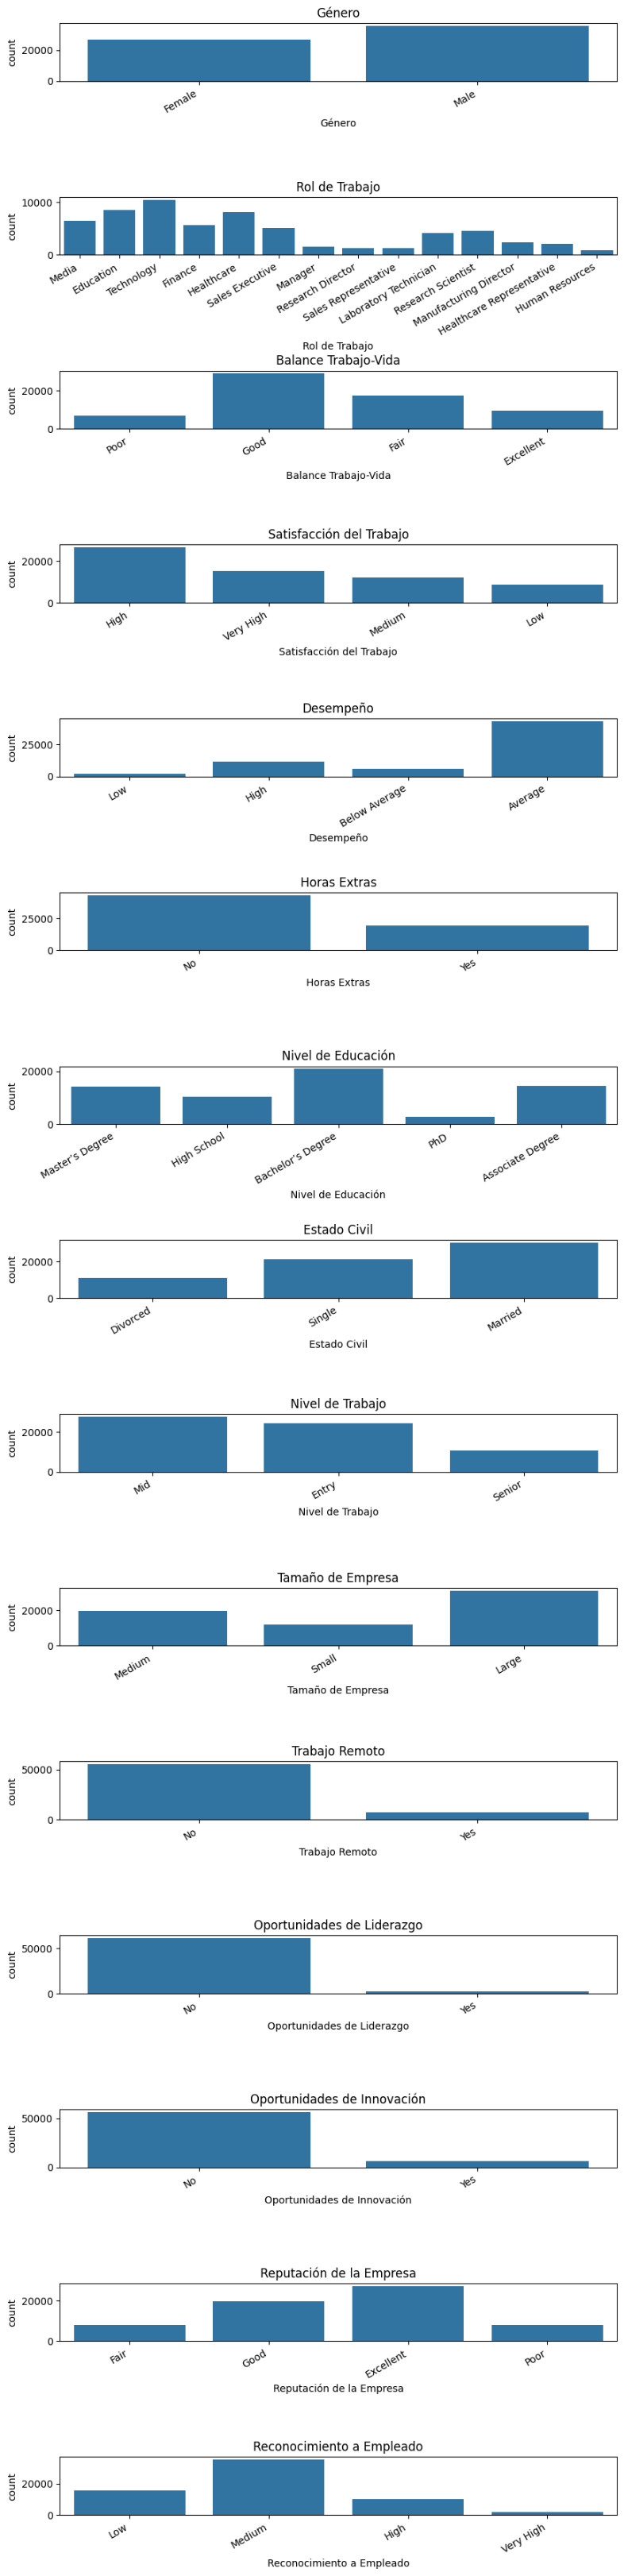 Género
count
20000
0
Female
Male
Género
Rol de Trabajo
count
10000
0
Media
Education
Technology
Finance
Healthcare
Sales Executive
Manager
Research Director
Sales Representative
Laboratory Technician
Research Scientist
Manufacturing Director
Healthcare Representative
Human Resources
Rol de Trabajo
Balance Trabajo-Vida
count
20000
0
Poor
Good
Fair
Excellent
Balance Trabajo-Vida
Satisfacción del Trabajo
count
20000
0
High
Very High
Medium
Low
Satisfacción del Trabajo
Desempeño
count
25000
0
Low
High
Below Average
Average
Desempeño
Horas Extras
count
25000
0
No
Yes
Horas Extras
Nivel de Educación
count
20000
0
Master's Degree
High School
Bachelor's Degree
PhD
Associate Degree
Nivel de Educación
Estado Civil
count
20000
0
Divorced
Single
Married
Estado Civil
Nivel de Trabajo
count
20000
0
Mid
Entry
Senior
Nivel de Trabajo
Tamaño de Empresa
count
20000
0
Medium
Small
Large
Tamaño de Empresa
Trabajo Remoto
count
50000
0
No
Yes
Trabajo Remoto
Oportunidades de Liderazgo
count
50000
0
No
Yes
Oportunidades de Liderazgo
Oportunidades de Innovación
count
50000
0
No
Yes
Oportunidades de Innovación
Reputación de la Empresa
count
20000
0
Fair
Good
Excellent
Poor
Reputación de la Empresa
Reconocimiento a Empleado
count
20000
0
Low
Medium
High
Very High
Reconocimiento a Empleado